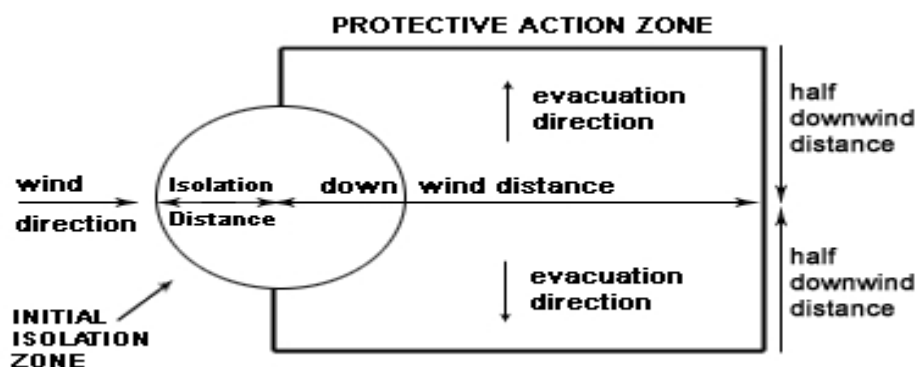 PROTECTIVE ACTION ZONE
evacuation
direction
half
downwind
distance
wind
direction
Isolation
Distance
down wind distance
evacuation
direction
half
downwind
distance
INITIAL
ISOLATION
ZONE